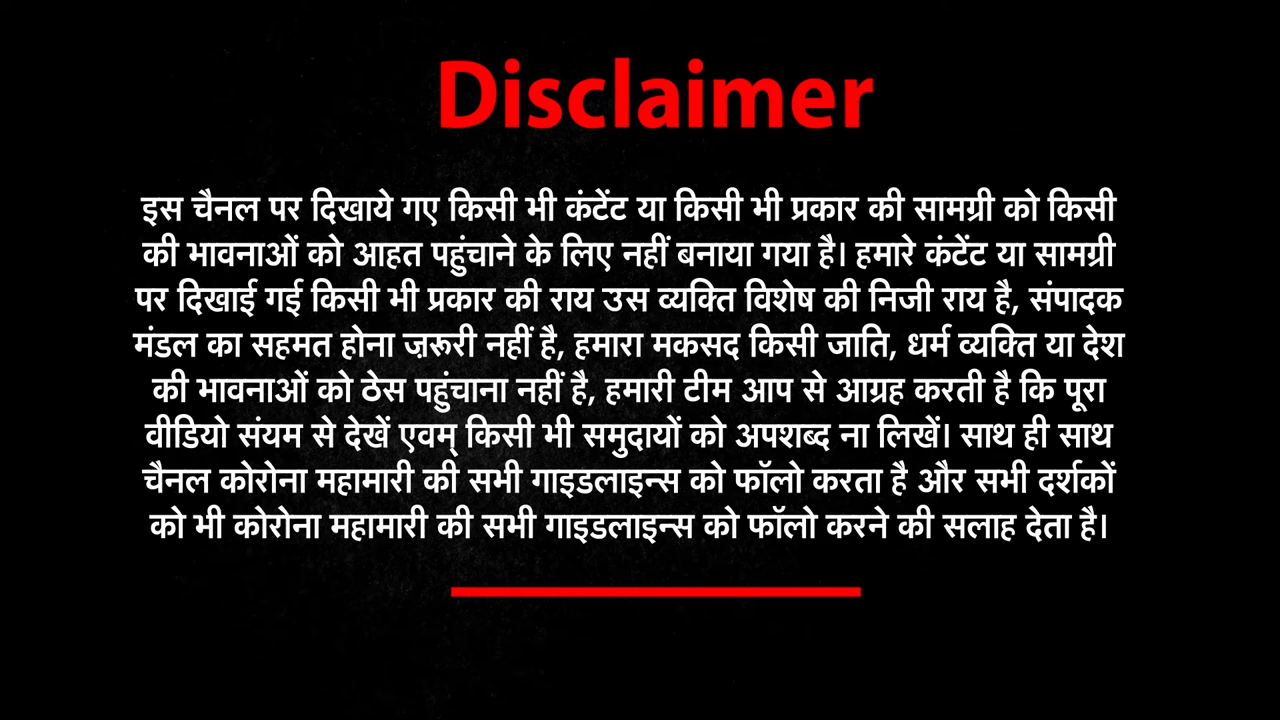 Disclaimer
इस चैनल पर दिखाये गए किसी भी कंटेंट या किसी भी प्रकार की सामग्री को किसी
की भावनाओं को आहत पहुंचाने के लिए नहीं बनाया गया है। हमारे कंटेंट या सामग्री
पर दिखाई गई किसी भी प्रकार की राय उस व्यक्ति विशेष की निजी राय है, संपादक
मंडल का सहमत होना ज़रूरी नहीं है, हमारा मकसद किसी जाति, धर्म व्यक्ति या देश
की भावनाओं को ठेस पहुंचाना नहीं है, हमारी टीम आप से आग्रह करती है कि पूरा
वीडियो संयम से देखें एवम् किसी भी समुदायों को अपशब्द ना लिखें। साथ ही साथ
चैनल कोरोना महामारी की सभी गाइडलाइन्स को फॉलो करता है और सभी दर्शकों
को भी कोरोना महामारी की सभी गाइडलाइन्स को फॉलो करने की सलाह देता है।